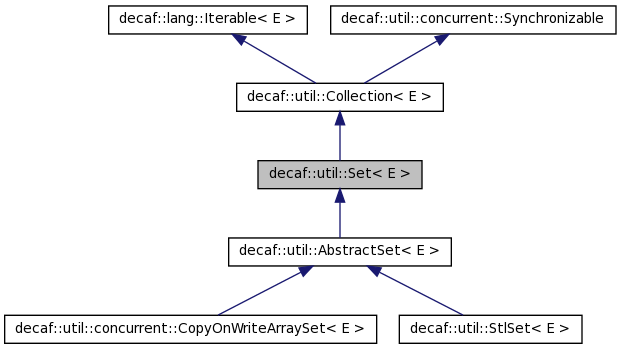 decaf::lang::Iterable< E >
decaf::util::concurrent::Synchronizable
decaf::util::Collection< E >
decaf::util::Set< E >
decaf::util::AbstractSet< E >
decaf::util::concurrent::CopyOnWriteArraySet< E >
decaf::util::StlSet< E >